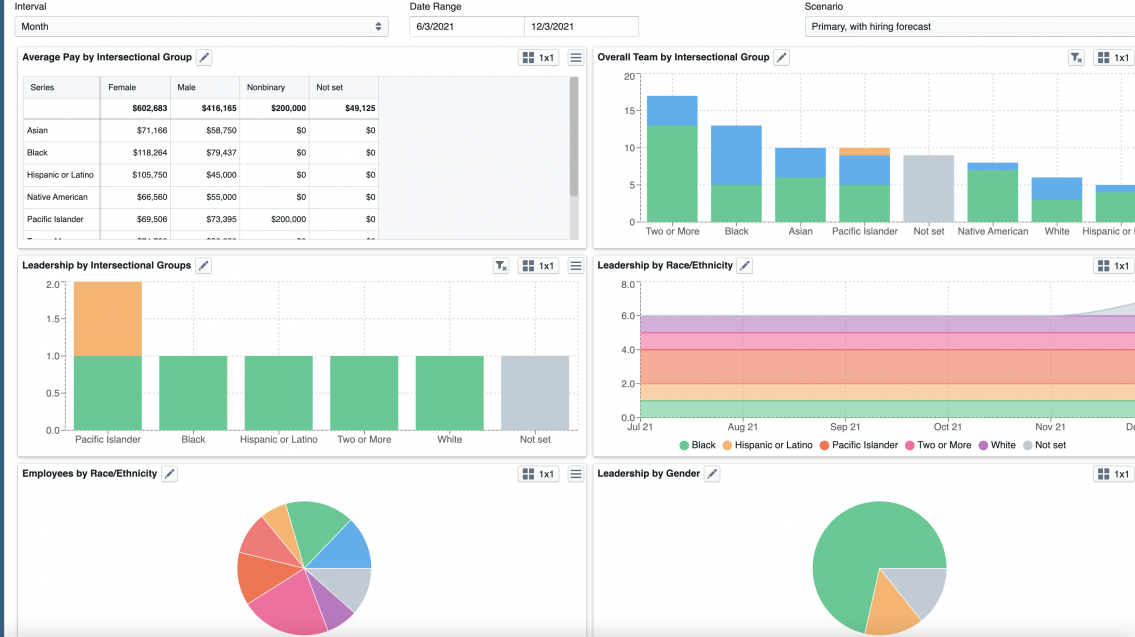 Interval
Date Range
Scenario
Month
6/3/2021
12/3/2021
Primary, with hiring forecast
Average Pay by Intersectional Group
1x1
Series Female Male Nonbinary Not set
$602,683 $416,165 $200,000 $49,125
Asian $71,166 $58,750 $0 $0
Black $118,264 $79,437 $0 $0
Hispanic or Latino $105,750 $45,000 $0 $0
Native American $66,560 $55,000 $0 $0
Pacific Islander $69,506 $73,395 $200,000 $0
Overall Team by Intersectional Group
1x1
20
15
10
5
0
Two or More Black Asian Pacific Islander Not set Native American White Hispanic or
Leadership by Intersectional Groups
1x1
2.0
1.5
1.0
0.5
0.0
Pacific Islander Black Hispanic or Latino Two or More White Not set
Leadership by Race/Ethnicity
1x1
8.0
6.0
4.0
2.0
0.0
Jul 21 Aug 21 Sep 21 Oct 21 Nov 21
Black Hispanic or Latino Pacific Islander Two or More White Not set
Employees by Race/Ethnicity
1x1
Leadership by Gender
1x1